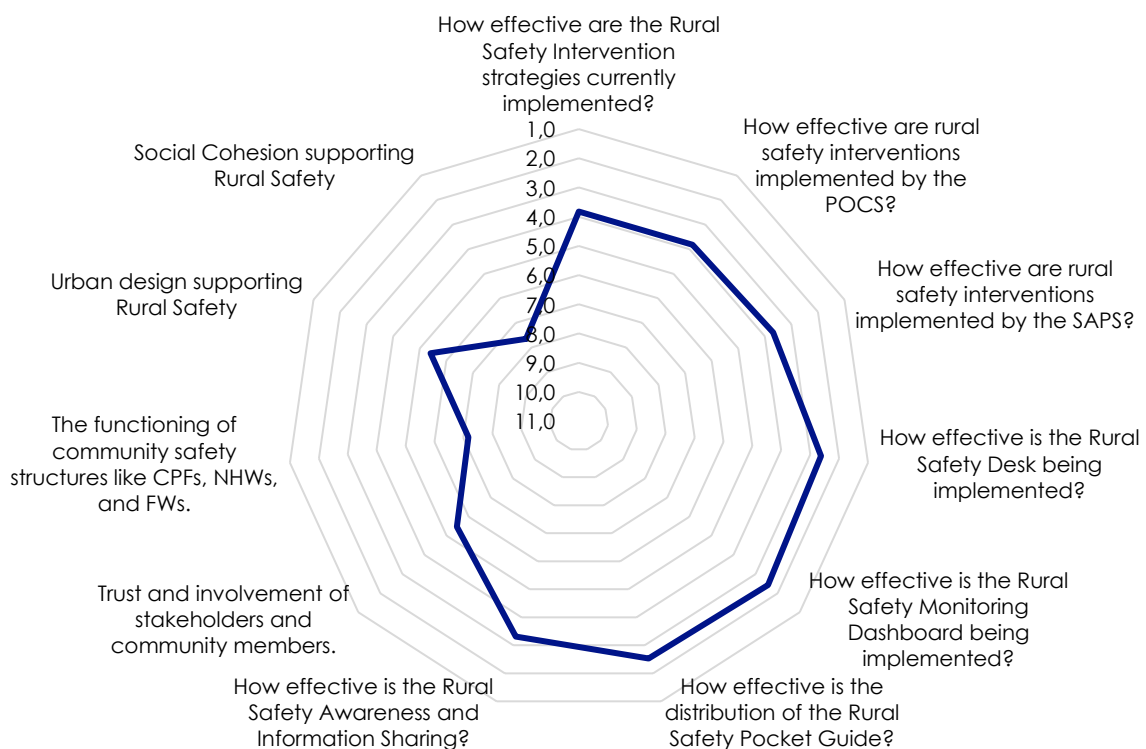 How effective are the Rural
Safety Intervention
strategies currently
implemented?
How effective are rural
safety interventions
implemented by the
POCS?
How effective are rural
safety interventions
implemented by the SAPS?
How effective is the Rural
Safety Desk being
implemented?
How effective is the Rural
Safety Monitoring
Dashboard being
implemented?
How effective is the
distribution of the Rural
Safety Pocket Guide?
How effective is the Rural
Safety Awareness and
Information Sharing?
Trust and involvement of
stakeholders and
community members.
The functioning of
community safety
structures like CPFs, NHWs,
and FWs.
Urban design supporting
Rural Safety
Social Cohesion supporting
Rural Safety
1,0
2,0
3,0
4,0
5,0
6,0
7,0
8,0
9,0
10,0
11,0